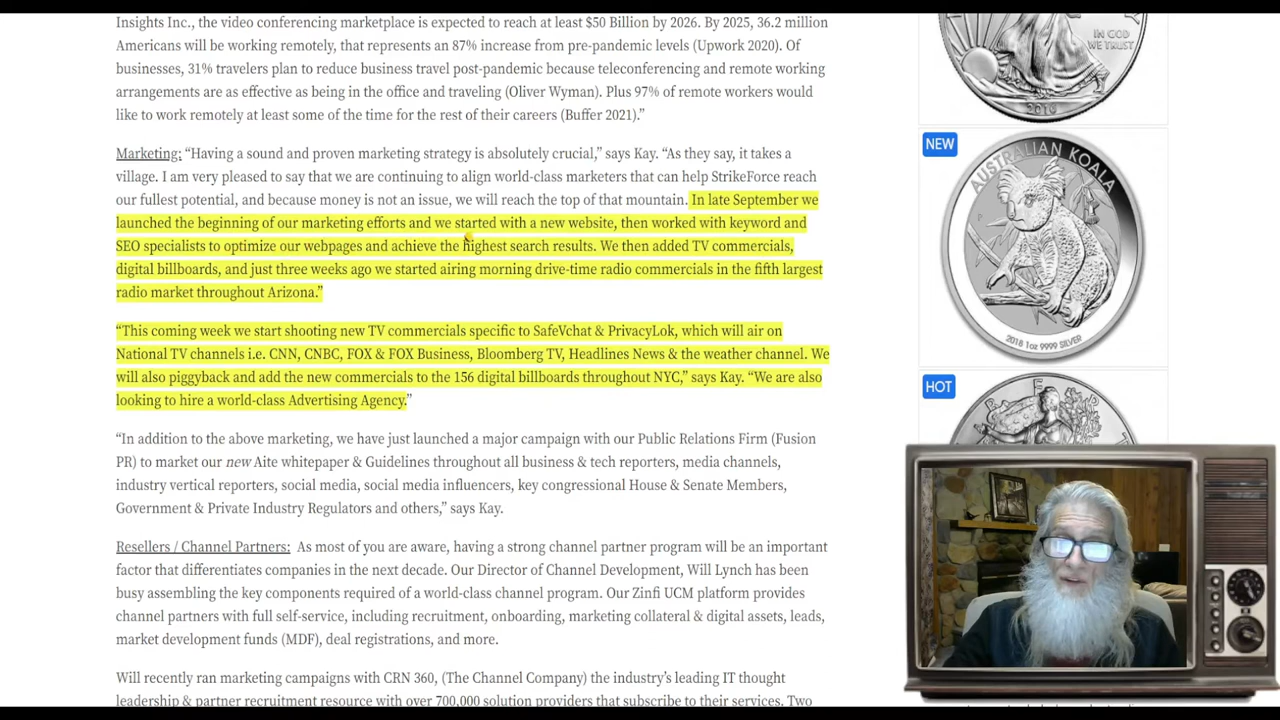 Insights Inc., the video conferencing marketplace is expected to reach at least $50 Billion by 2026. By 2025, 36.2 million
Americans will be working remotely, that represents an 87% increase from pre-pandemic levels (Upwork 2020). Of
businesses, 31% travelers plan to reduce business travel post-pandemic because teleconferencing and remote working
arrangements are as effective as being in the office and traveling (Oliver Wyman). Plus 97% of remote workers would
like to work remotely at least some of the time for the rest of their careers (Buffer 2021).”
Marketing: “Having a sound and proven marketing strategy is absolutely crucial,” says Kay. “As they say, it takes a
village. I am very pleased to say that we are continuing to align world-class marketers that can help StrikeForce reach
our fullest potential, and because money is not an issue, we will reach the top of that mountain. In late September we
launched the beginning of our marketing efforts and we started with a new website, then worked with keyword and
SEO specialists to optimize our webpages and achieve the highest search results. We then added TV commercials,
digital billboards, and just three weeks ago we started airing morning drive-time radio commercials in the fifth largest
radio market throughout Arizona.”
“This coming week we start shooting new TV commercials specific to SafeVchat & PrivacyLok, which will air on
National TV channels i.e. CNN, CNBC, FOX & FOX Business, Bloomberg TV, Headlines News & the weather channel. We
will also piggyback and add the new commercials to the 156 digital billboards throughout NYC,” says Kay. “We are also
looking to hire a world-class Advertising Agency.”
“In addition to the above marketing, we have just launched a major campaign with our Public Relations Firm (Fusion
PR) to market our new Aite whitepaper & Guidelines throughout all business & tech reporters, media channels,
industry vertical reporters, social media, social media influencers, key congressional House & Senate Members,
Government & Private Industry Regulators and others,” says Kay.
Resellers / Channel Partners: As most of you are aware, having a strong channel partner program will be an important
factor that differentiates companies in the next decade. Our Director of Channel Development, Will Lynch has been
busy assembling the key components required of a world-class channel program. Our Zinfi UCM platform provides
channel partners with full self-service, including recruitment, onboarding, marketing collateral & digital assets, leads,
market development funds (MDF), deal registrations, and more.
Will recently ran marketing campaigns with CRN 360, (The Channel Company) the industry’s leading IT thought
leadership & partner recruitment resource with over 700,000 solution providers that subscribe to their services. Two
IN GOD
WE TRUST
2016
NEW
AUSTRALIAN KOALA
2018 1oz 9999 SILVER
HOT